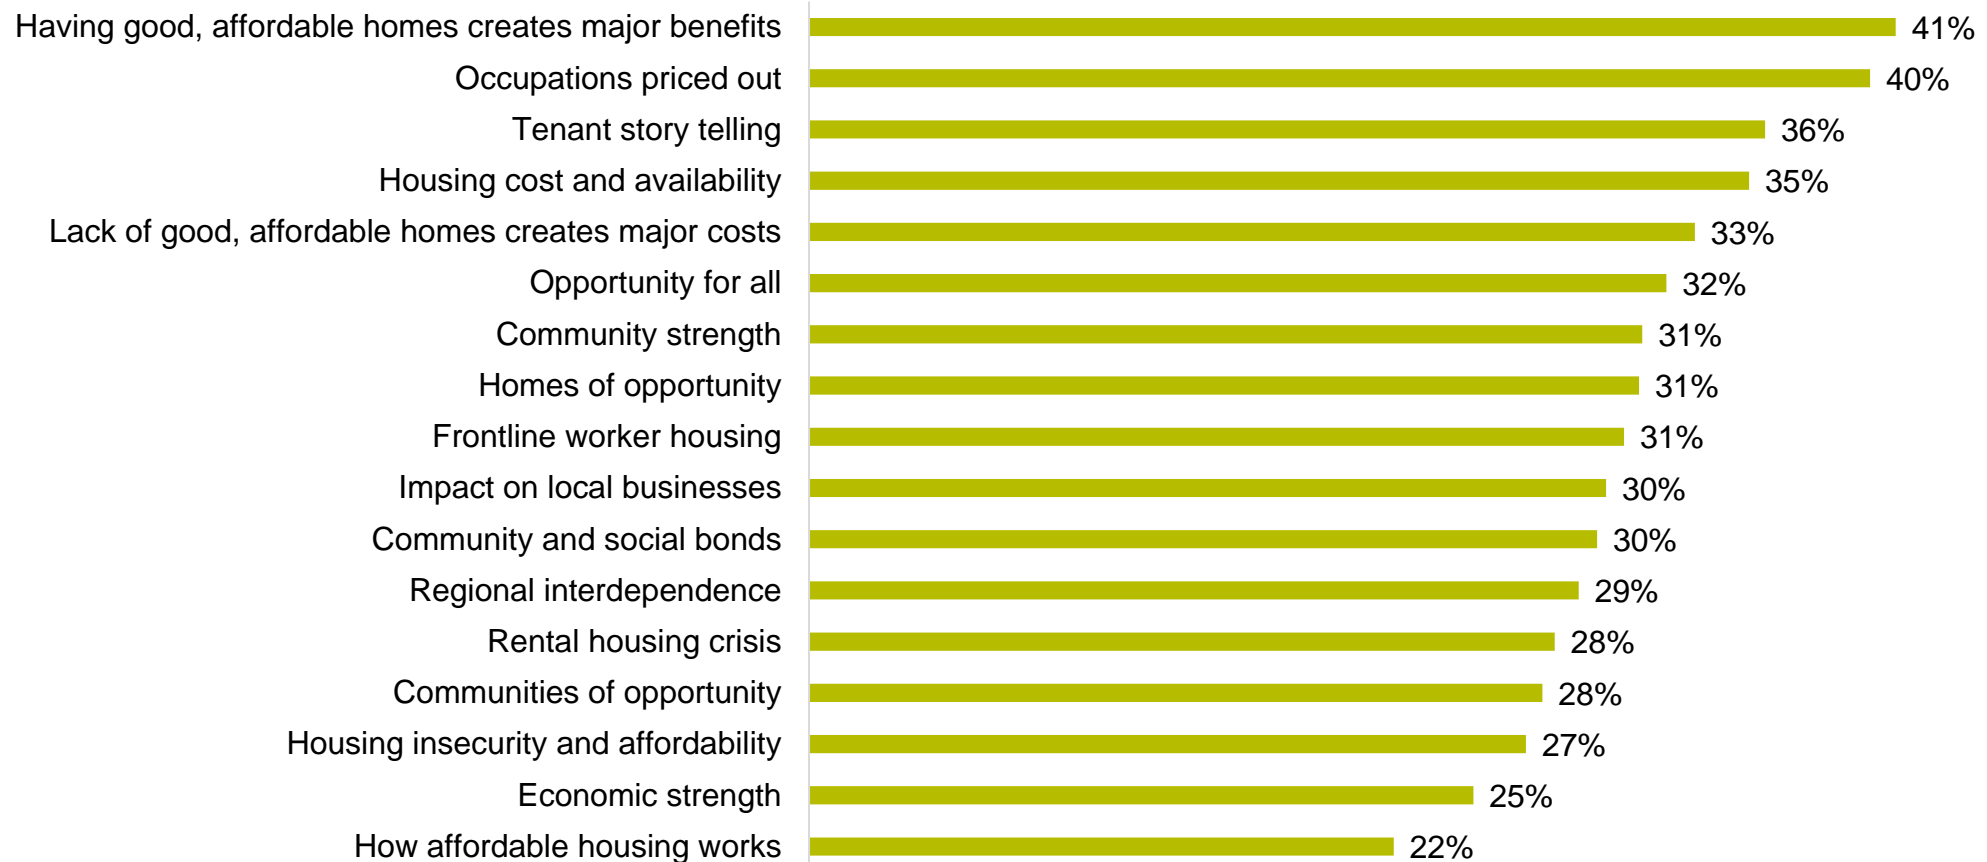 Having good, affordable homes creates major benefits 41%
Occupations priced out 40%
Tenant story telling 36%
Housing cost and availability 35%
Lack of good, affordable homes creates major costs 33%
Opportunity for all 32%
Community strength 31%
Homes of opportunity 31%
Frontline worker housing 31%
Impact on local businesses 30%
Community and social bonds 30%
Regional interdependence 29%
Rental housing crisis 28%
Communities of opportunity 28%
Housing insecurity and affordability 27%
Economic strength 25%
How affordable housing works 22%